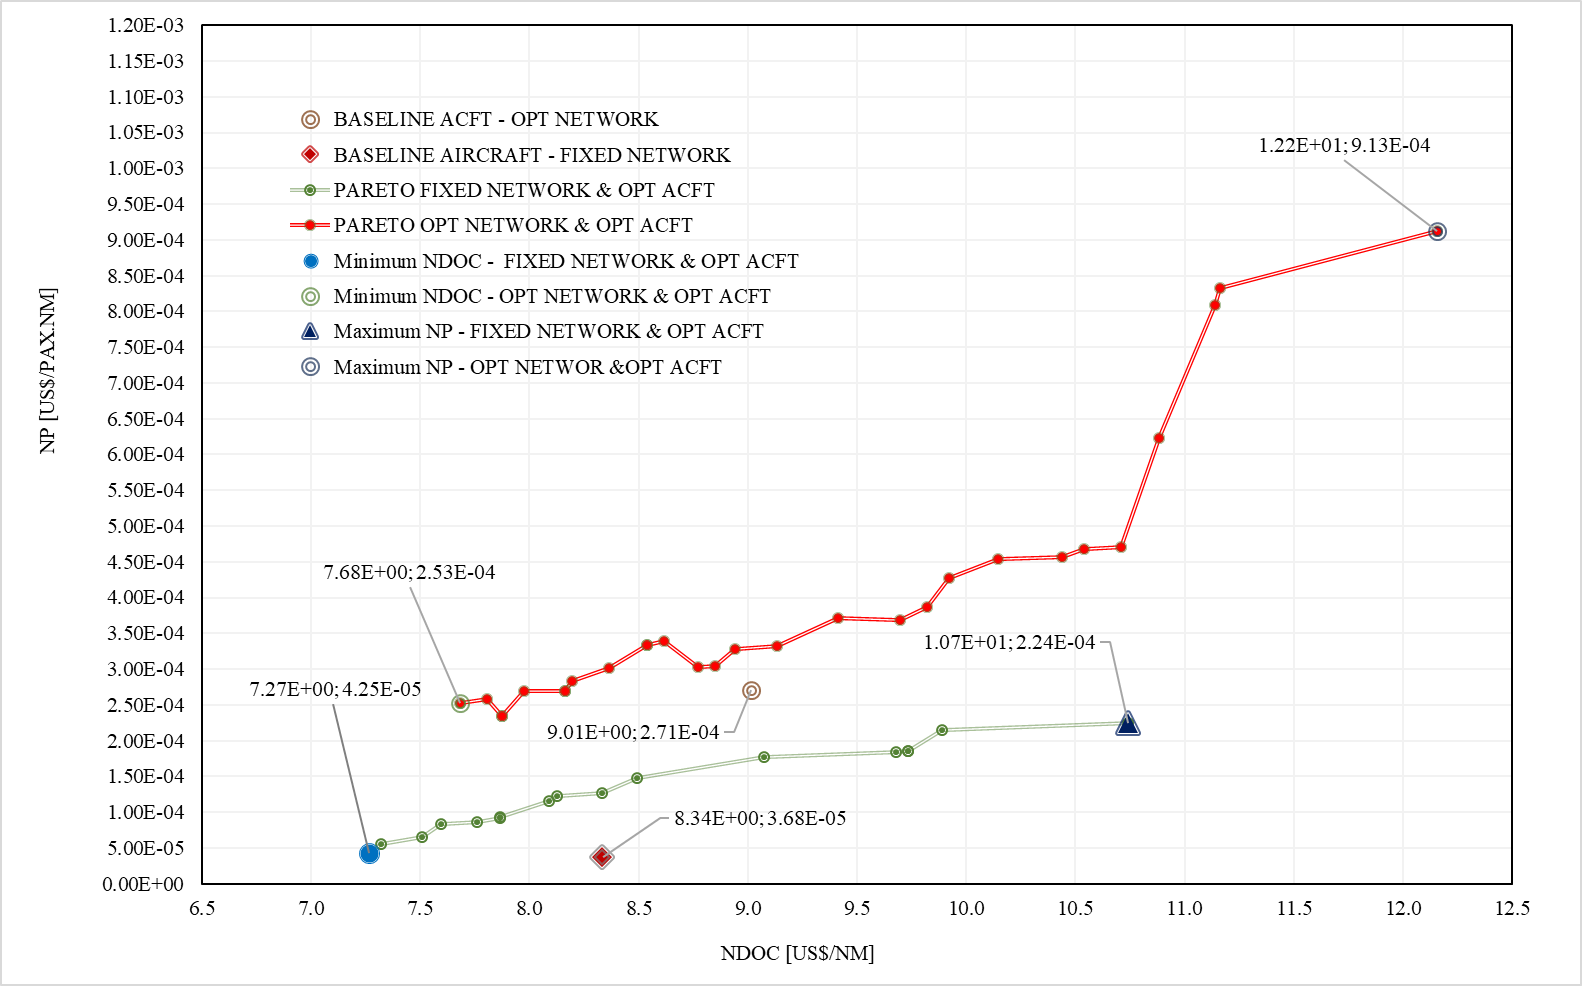 1.20E-03
1.15E-03
1.10E-03
1.05E-03
1.00E-03
9.50E-04
9.00E-04
8.50E-04
8.00E-04
7.50E-04
7.00E-04
6.50E-04
6.00E-04
5.50E-04
5.00E-04
4.50E-04
4.00E-04
3.50E-04
3.00E-04
2.50E-04
2.00E-04
1.50E-04
1.00E-04
5.00E-05
0.00E+00
NP [US$/PAX.NM]
BASELINE ACFT - OPT NETWORK
BASELINE AIRCRAFT - FIXED NETWORK
PARETO FIXED NETWORK & OPT ACFT
PARETO OPT NETWORK & OPT ACFT
Minimum NDOC -  FIXED NETWORK & OPT ACFT
Minimum NDOC - OPT NETWORK & OPT ACFT
Maximum NP - FIXED NETWORK & OPT ACFT
Maximum NP - OPT NETWOR &OPT ACFT
1.22E+01; 9.13E-04
7.68E+00; 2.53E-04
1.07E+01; 2.24E-04
7.27E+00; 4.25E-05
9.01E+00; 2.71E-04
8.34E+00; 3.68E-05
6.5 7.0 7.5 8.0 8.5 9.0 9.5 10.0 10.5 11.0 11.5 12.0 12.5
NDOC [US$/NM]